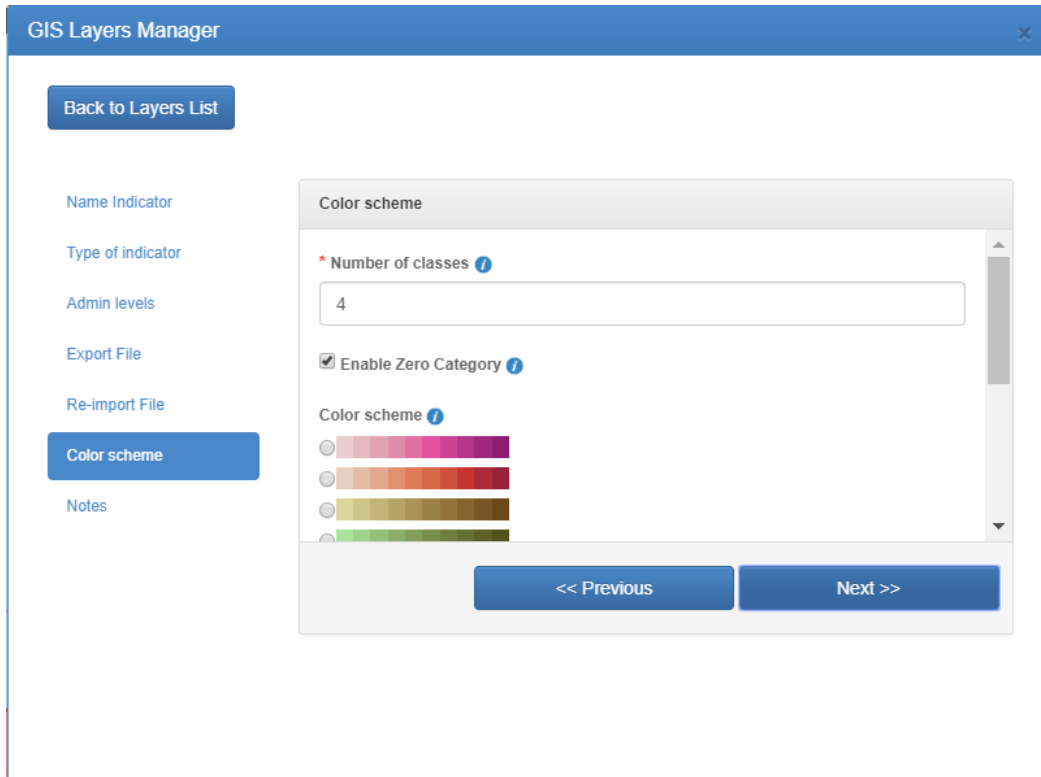 GIS Layers Manager
×
Back to Layers List
Name Indicator
Type of indicator
Admin levels
Export File
Re-import File
Color scheme
Notes
Color scheme
* Number of classes i
4
Enable Zero Category i
Color scheme i
<< Previous
Next >>